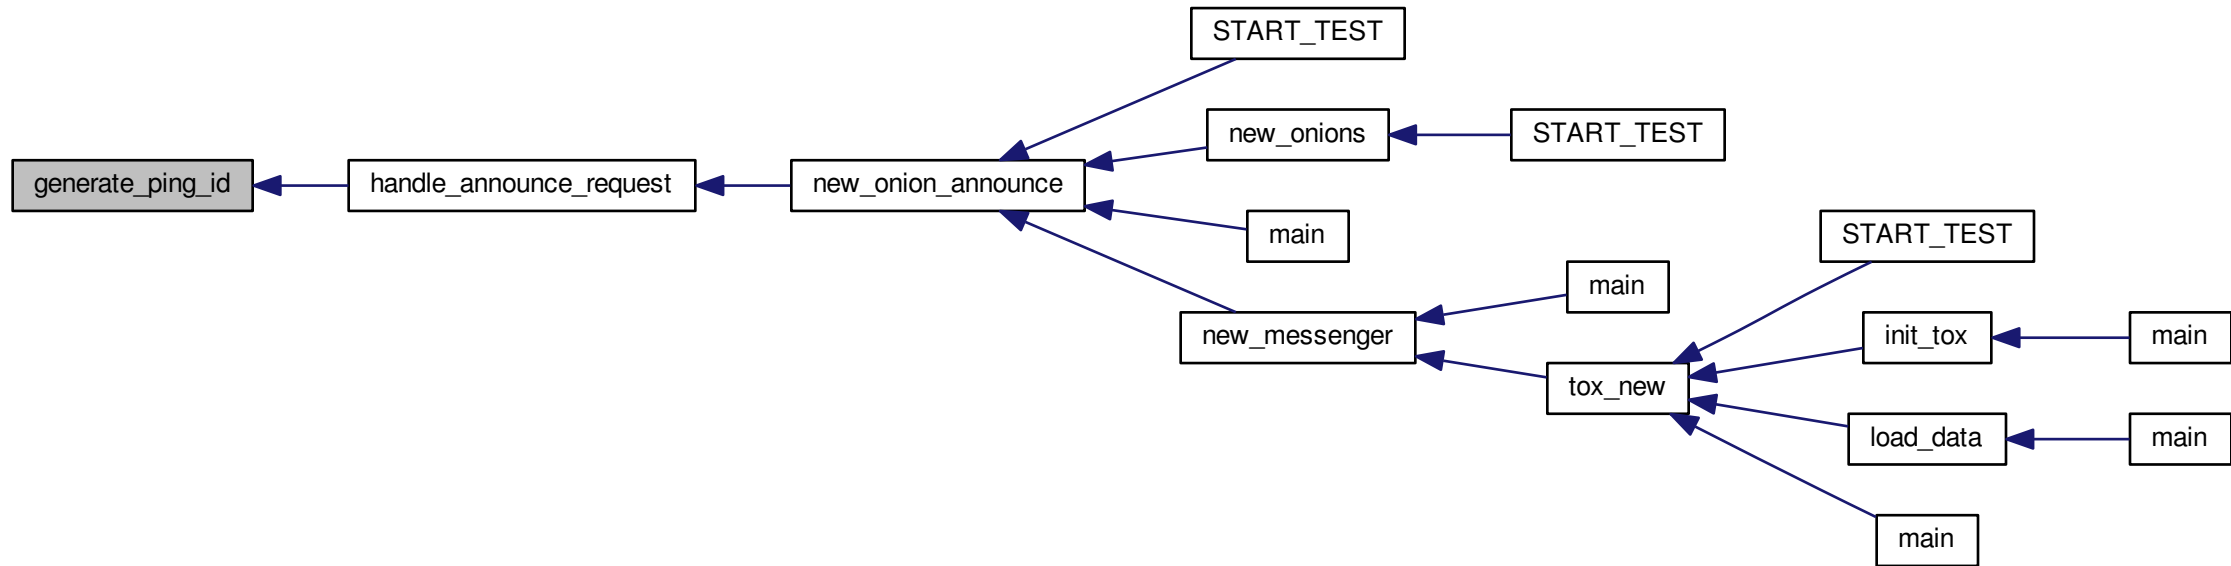 START_TEST
new_onions
START_TEST
generate_ping_id
handle_announce_request
new_onion_announce
main
START_TEST
main
new_messenger
init_tox
main
tox_new
load_data
main
main